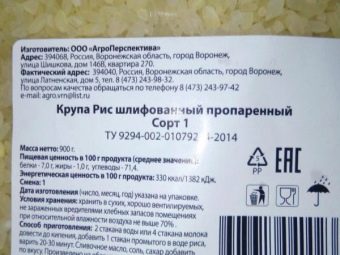 Изготовитель: ООО «АгроПерспектива»
Адрес: 394068, Россия, Воронежская область, город Воронеж,
улица Шишкова, дом 146В, квартира 270.
Фактический адрес: 394040, Россия, Воронежская область, город Воронеж,
улица Латненская, дом 5, тел. 8 (473) 243-98-71
По вопросам качества обращаться по телефону 8 (473) 243-97-42
e-mail: agro.vrn@list.ru
Крупа Рис шлифованный пропаренный
Сорт 1
ТУ 9294-002-010792 4-2014
Масса нетто: 900 г.
Пищевая ценность в 100 г продукта (среднее значение):
белки - 7,0 г, жиры - 1,0 г, углеводы - 71,4.
Энергетическая ценность в 100 г продукта: 330 ккал/1382 кДж.
Смена: 1
Дата изготовления (число, месяц, год) указана на упаковке.
Условия хранения: хранить в сухих, хорошо вентилируемых,
не зараженных вредителями хлебных запасов помещениях
при относительной влажности воздуха не выше 70%
Способ приготовления: 2 стакана воды или 4 стакана молока
довести до кипения, добавить 1 стакан промытого в воде риса,
варить 20-30 минут. Сливочное масло, соль, сахар добавить
5
PP
ЕАС